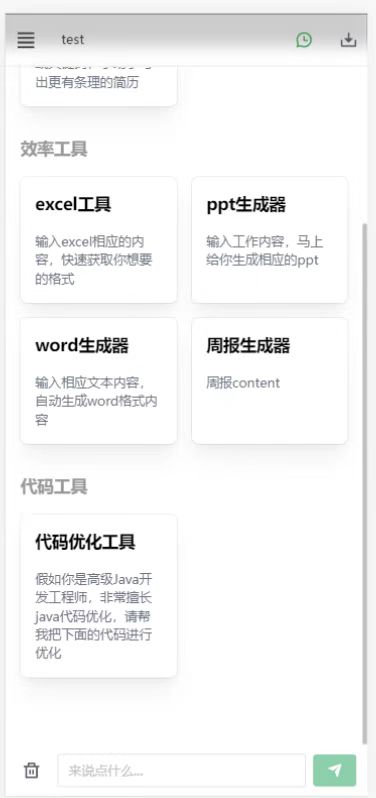 test
出更有条理的简历
效率工具
excel工具
输入excel相应的内
容，快速获取你想要
的格式
ppt生成器
输入工作内容，马上
给你生成相应的ppt
word生成器
输入相应文本内容，
自动生成word格式内
容
周报生成器
周报content
代码工具
代码优化工具
假如你是高级Java开
发工程师，非常擅长
java代码优化，请帮
我把下面的代码进行
优化
来说点什么...